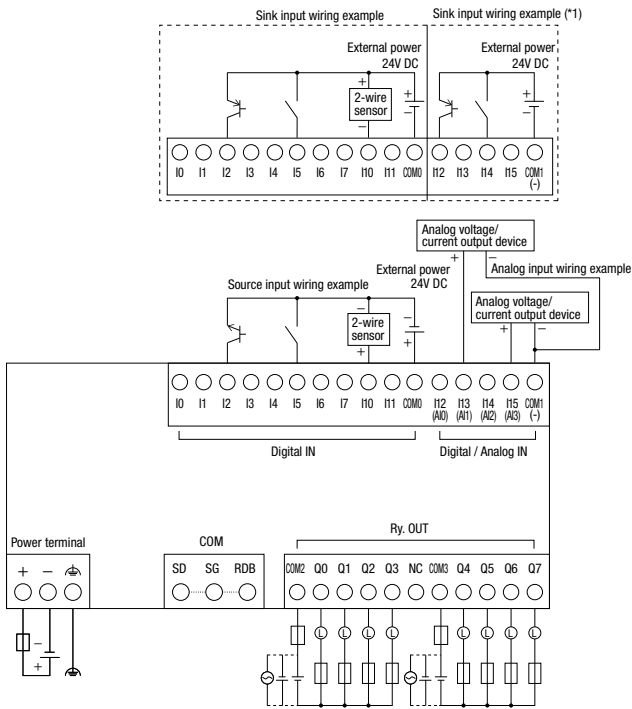 Sink input wiring example
Sink input wiring example (*1)
External power
24V DC
External power
24V DC
+
2-wire
sensor
−
+
−
+
−
I0 I1 I2 I3 I4 I5 I6 I7 I10 I11 COM0 I12 I13 I14 I15 COM1
(-)
Analog voltage/
current output device
+ −
Analog input wiring example
External power
24V DC
Source input wiring example
Analog voltage/
current output device
+ −
−
2-wire
sensor
+
−
+
I0 I1 I2 I3 I4 I5 I6 I7 I10 I11 COM0 I12 I13 I14 I15 COM1
(AI0) (AI1) (AI2) (AI3) (-)
Digital IN
Digital / Analog IN
Power terminal
COM
Ry. OUT
+ −
SD SG RDB
COM2 Q0 Q1 Q2 Q3 NC COM3 Q4 Q5 Q6 Q7
−
+
L L L L L L L L